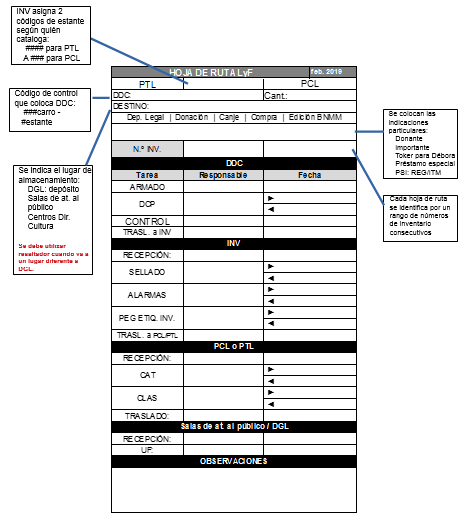 INV asigna 2
códigos de estante
según quién
cataloga:
#### para PTL
A ### para PCL
Código de control
que coloca DDC:
###carro -
#estante
Se indica el lugar de
almacenamiento:
DGL: depósito
Salas de at. al
público
Centros Dir.
Cultura
Se debe utilizar
resaltador cuando va a
un lugar diferente a
DGL.
HOJA DE RUTA LyF feb. 2019
PTL PCL
DDC: Cant.:
DESTINO:
Dep. Legal | Donación | Canje | Compra | Edición BNMM
N.º INV.
DDC
Tarea Responsable Fecha
ARMADO
DCP ►
◄
CONTROL
TRASL. a INV
INV
RECEPCIÓN:
SELLADO ►
◄
ALARMAS ►
◄
PEG ETIQ. INV. ►
◄
TRASL. a PCL/PTL
PCL o PTL
RECEPCIÓN:
CAT ►
◄
CLAS ►
◄
TRASLADO:
Salas de at. al público / DGL
RECEPCIÓN:
UF.
OBSERVACIONES
Se colocan las
indicaciones
particulares:
Donante
Importante
Toker para Débora
Préstamo especial
PSI: REG/ITM
Cada hoja de ruta
se identifica por un
rango de números
de inventario
consecutivos